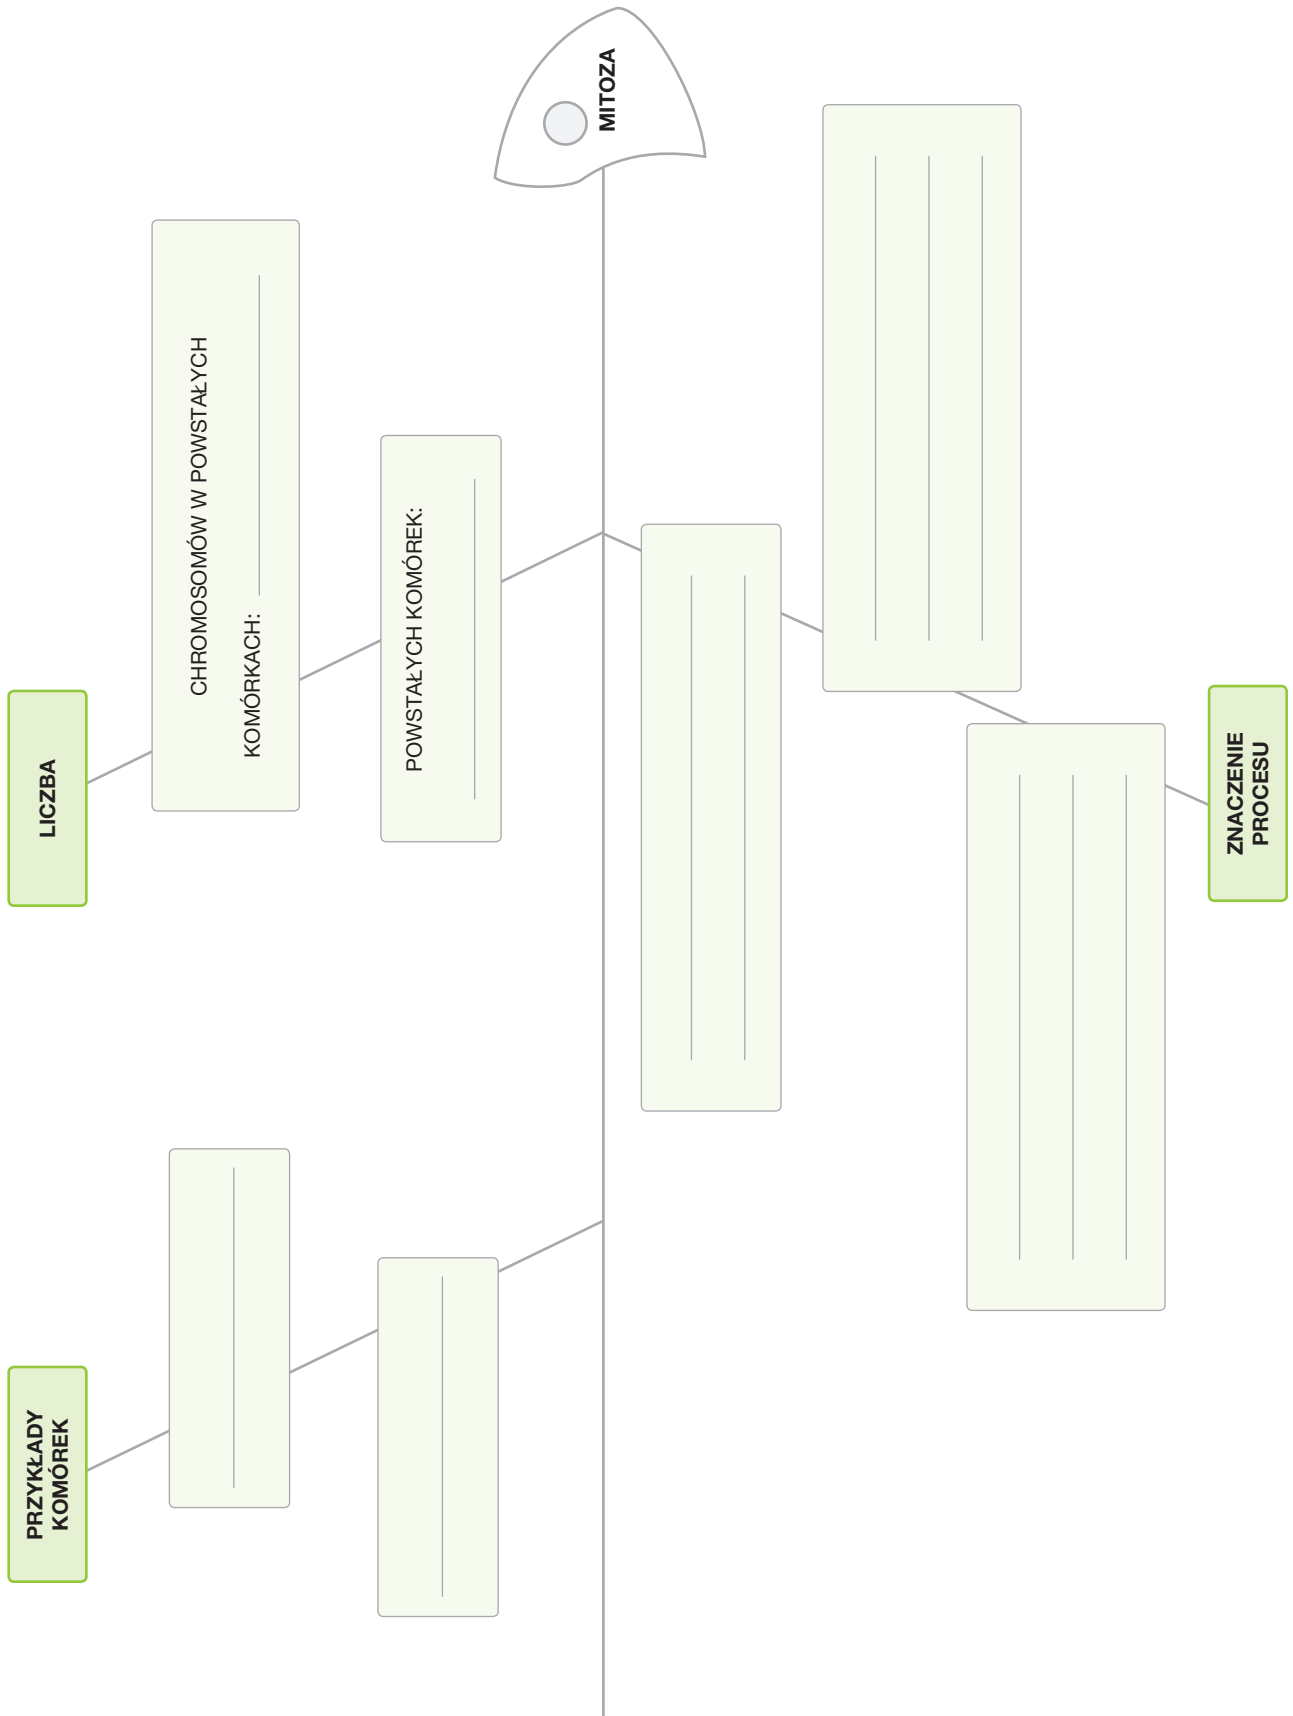 PRZYKŁADY
KOMÓREK
LICZBA
CHROMOSOMÓW W POWSTAŁYCH
KOMÓRKACH:
POWSTAŁYCH KOMÓREK:
MITOZA
ZNACZENIE
PROCESU